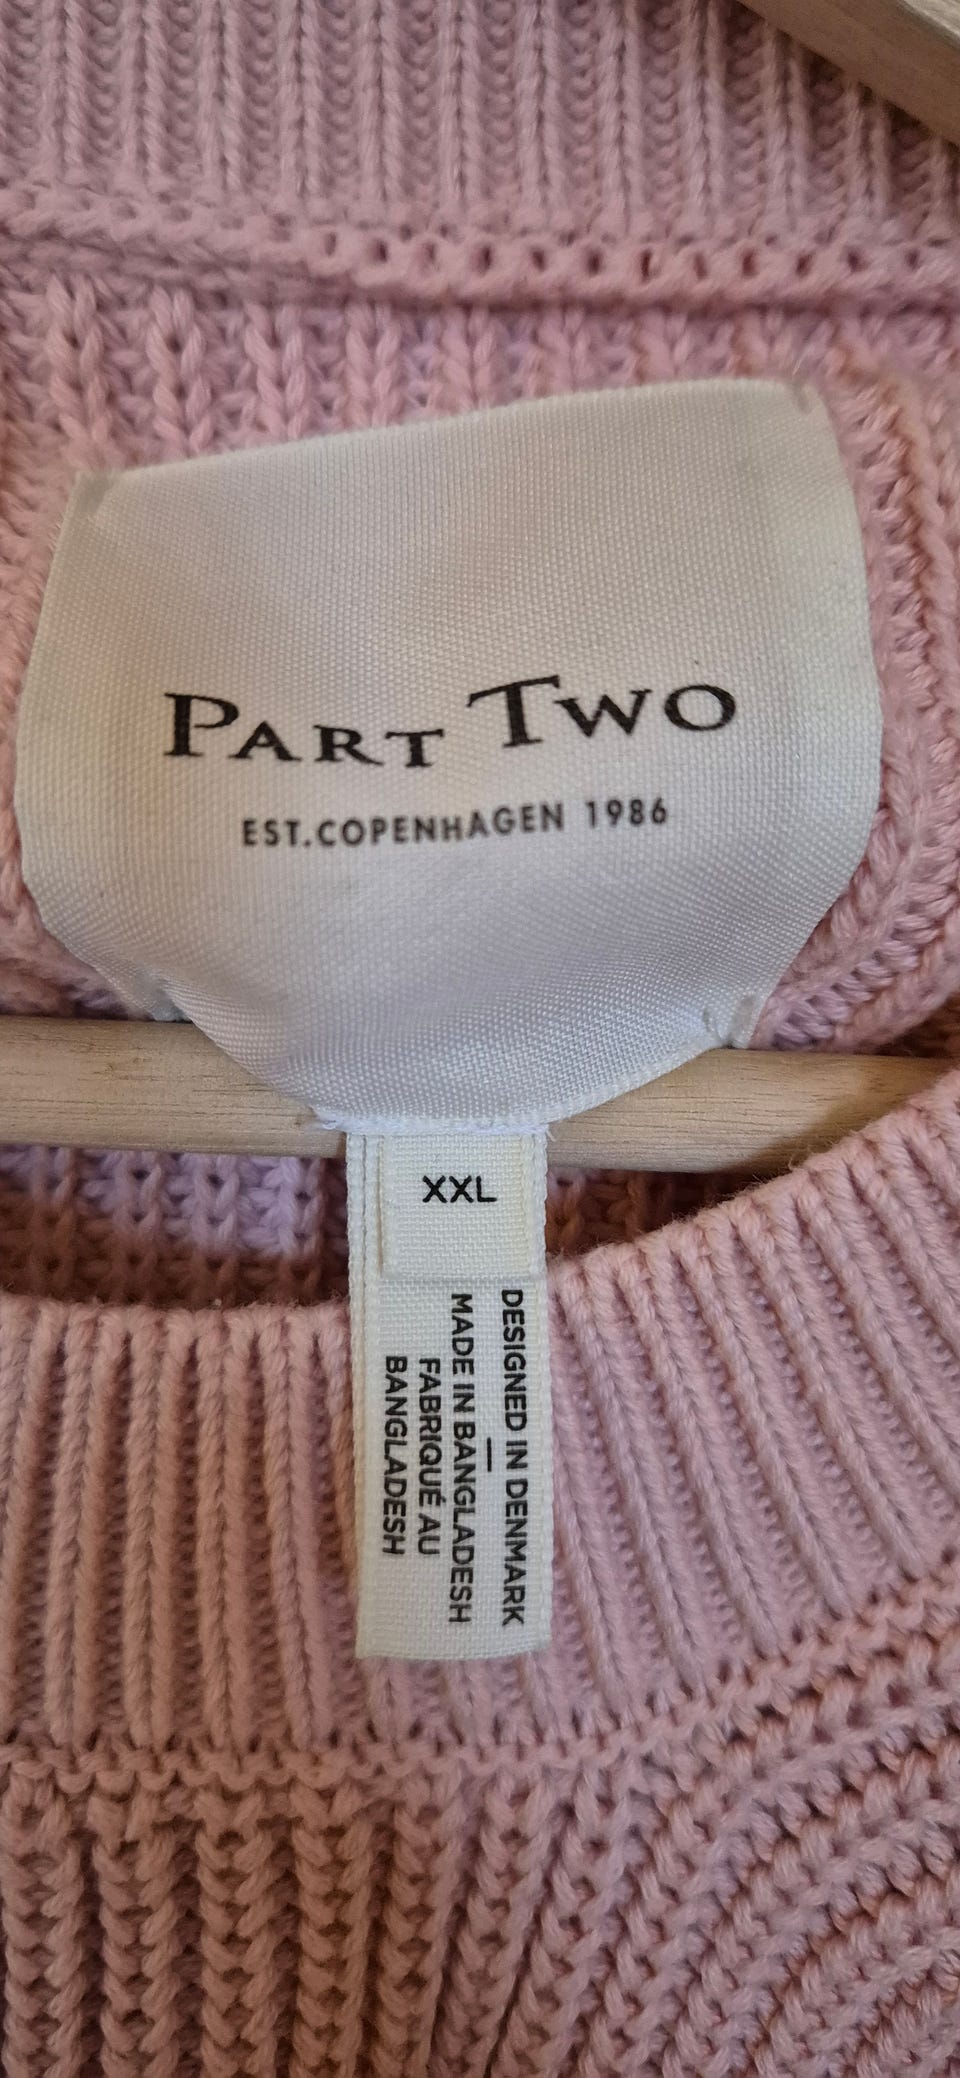 PART TWO
EST.COPENHAGEN 1986
XXL
DESIGNED IN DENMARK
—
MADE IN BANGLADESH
FABRIQUÉ AU
BANGLADESH